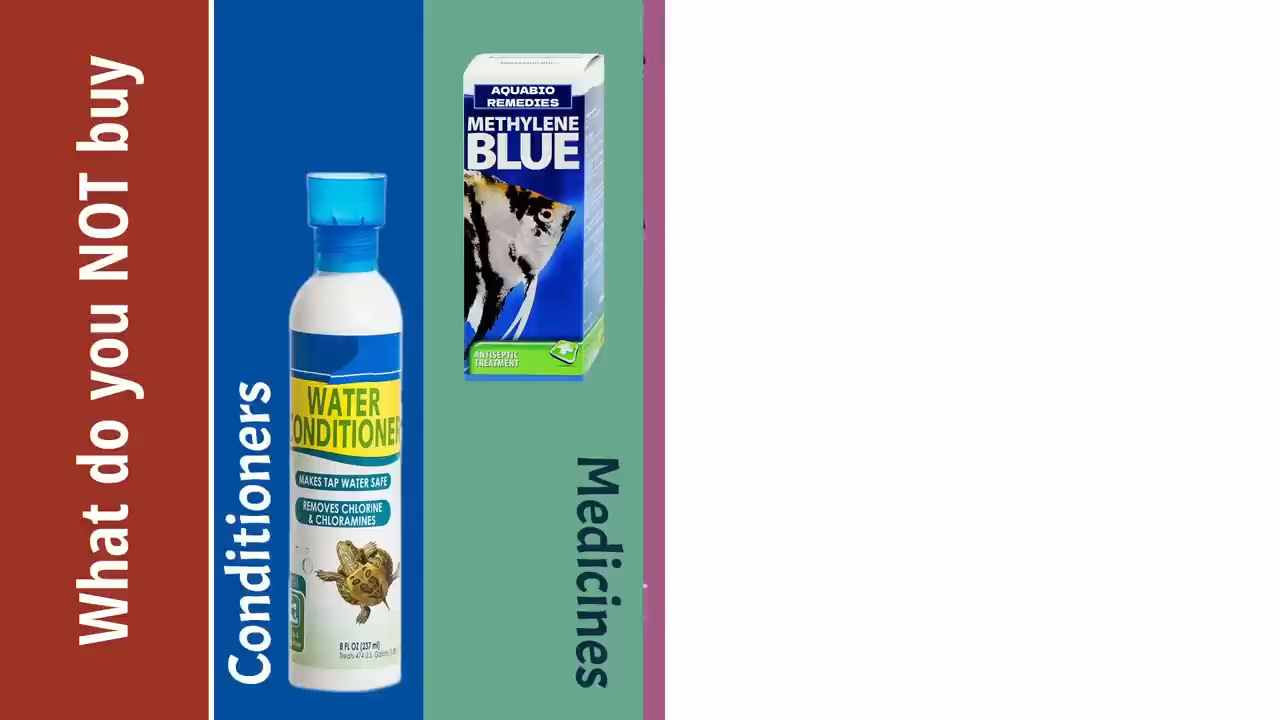 What do you NOT buy
Conditioners
WATER
CONDITIONER
MAKES TAP WATER SAFE
REMOVES CHLORINE
& CHLORAMINES
8 FL OZ (237 ml)
AQUABIO
REMEDIES
METHYLENE
BLUE
ANTISEPTIC
TREATMENT
Medicines